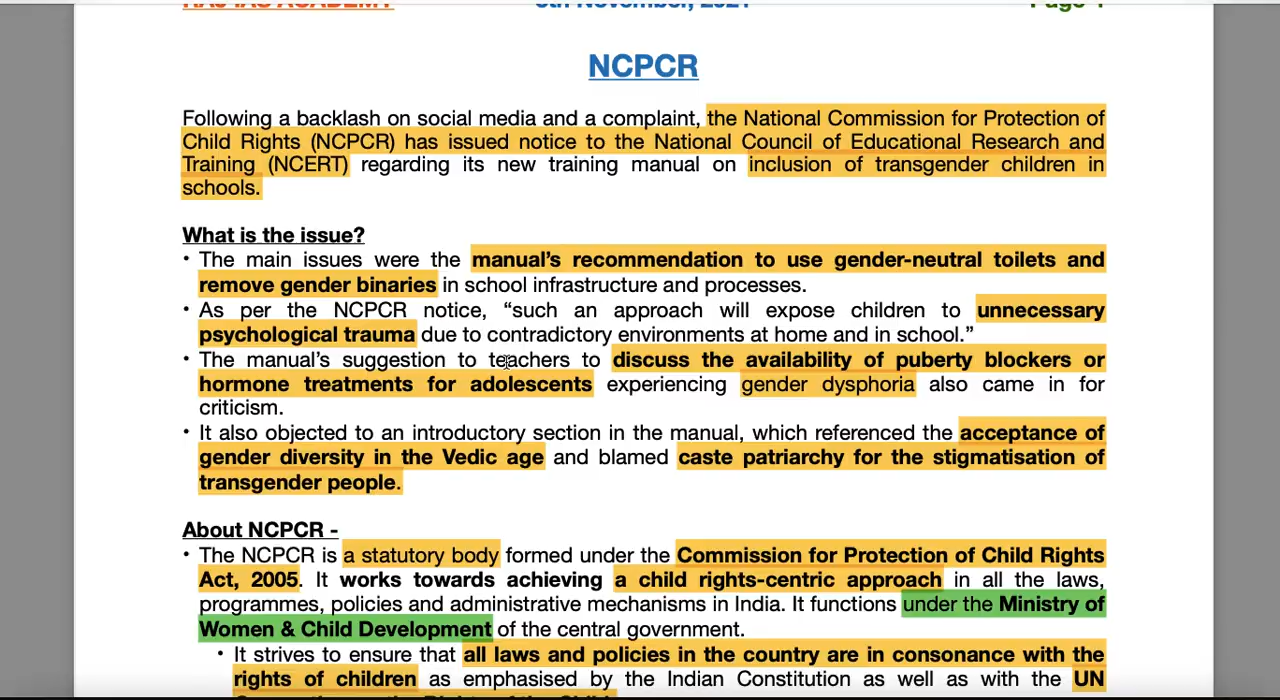 RAJ IAS ACADEMY 5th November, 2021 Page 1
NCPCR
Following a backlash on social media and a complaint, the National Commission for Protection of
Child Rights (NCPCR) has issued notice to the National Council of Educational Research and
Training (NCERT) regarding its new training manual on inclusion of transgender children in
schools.
What is the issue?
• The main issues were the manual’s recommendation to use gender-neutral toilets and
remove gender binaries in school infrastructure and processes.
• As per the NCPCR notice, “such an approach will expose children to unnecessary
psychological trauma due to contradictory environments at home and in school.”
• The manual’s suggestion to teachers to discuss the availability of puberty blockers or
hormone treatments for adolescents experiencing gender dysphoria also came in for
criticism.
• It also objected to an introductory section in the manual, which referenced the acceptance of
gender diversity in the Vedic age and blamed caste patriarchy for the stigmatisation of
transgender people.
About NCPCR -
• The NCPCR is a statutory body formed under the Commission for Protection of Child Rights
Act, 2005. It works towards achieving a child rights-centric approach in all the laws,
programmes, policies and administrative mechanisms in India. It functions under the Ministry of
Women & Child Development of the central government.
• It strives to ensure that all laws and policies in the country are in consonance with the
rights of children as emphasised by the Indian Constitution as well as with the UN